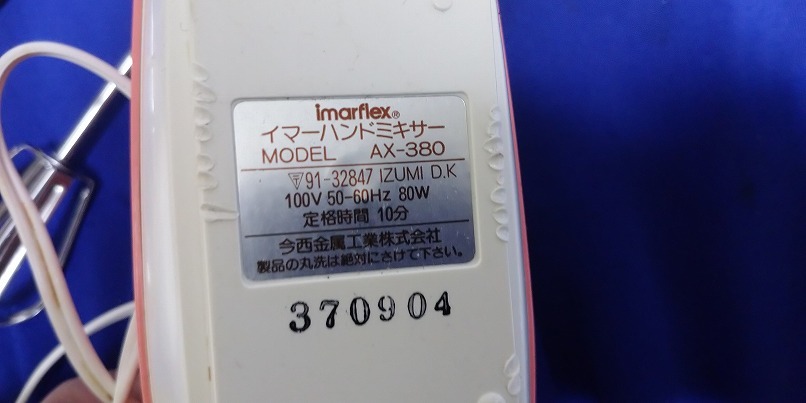 imarflex®
イマーハンドミキサー
MODEL AX-380
〒91-32847 IZUMI D.K
100V 50-60Hz 80W
定格時間 10分
今西金属工業株式会社
製品の丸洗は絶対にさけて下さい。
370904